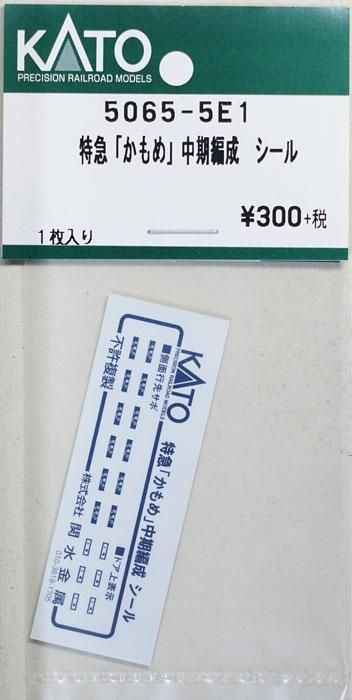 KATO
PRECISION RAILROAD MODELS
5065-5E1
特急「かもめ」中期編成 シール
¥300+税
1枚入り
KATO
PRECISION RAILROAD MODELS
特急「かもめ」中期編成 シール
■側面行先サボ
■ドア上表示
不許複製
株式会社 関水金属